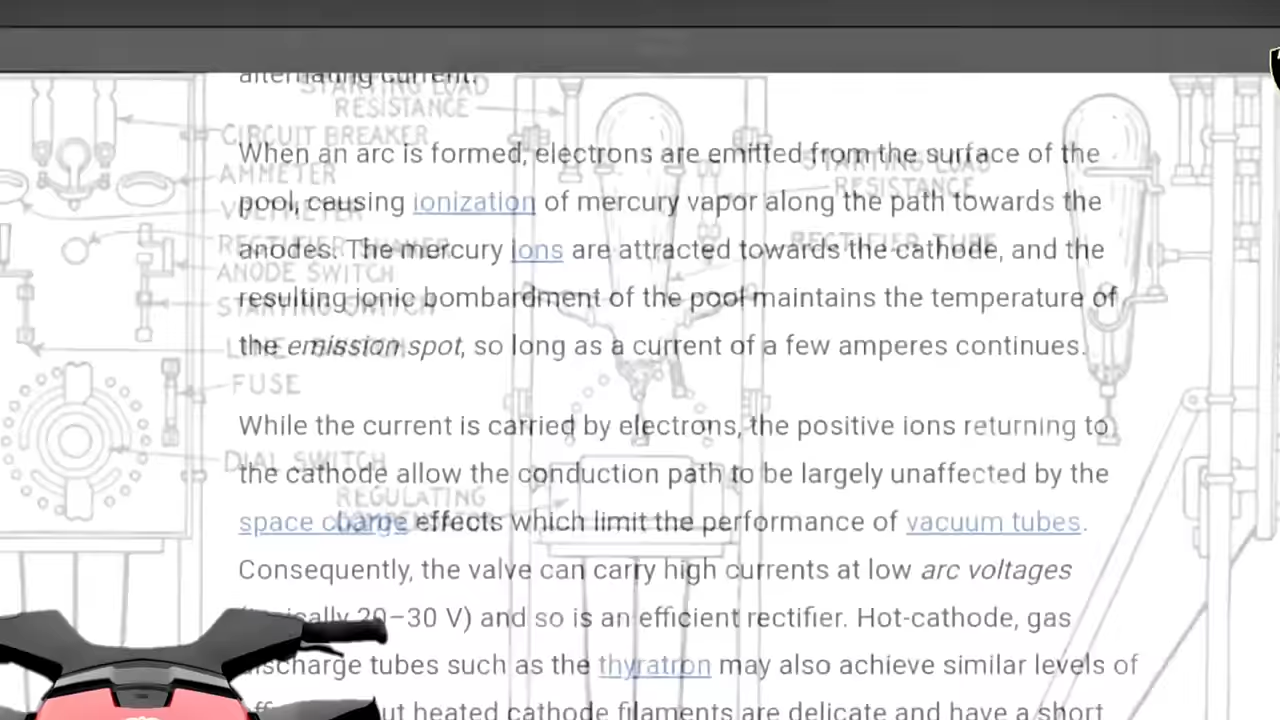 alternating current.
STARTING LOAD
RESISTANCE
CIRCUIT BREAKER
AMMETER
VOLTMETER
ANODE SWITCH
STARTING SWITCH
FUSE
DIAL SWITCH
REGULATING
STARTING LOAD
RESISTANCE
RECTIFIER TUBE
When an arc is formed, electrons are emitted from the surface of the
pool, causing ionization of mercury vapor along the path towards the
anodes. The mercury ions are attracted towards the cathode, and the
resulting ionic bombardment of the pool maintains the temperature of
the emission spot, so long as a current of a few amperes continues.
While the current is carried by electrons, the positive ions returning to
the cathode allow the conduction path to be largely unaffected by the
space charge effects which limit the performance of vacuum tubes.
Consequently, the valve can carry high currents at low arc voltages
20–30 V) and so is an efficient rectifier. Hot-cathode, gas
discharge tubes such as the thyratron may also achieve similar levels of
but heated cathode filaments are delicate and have a short